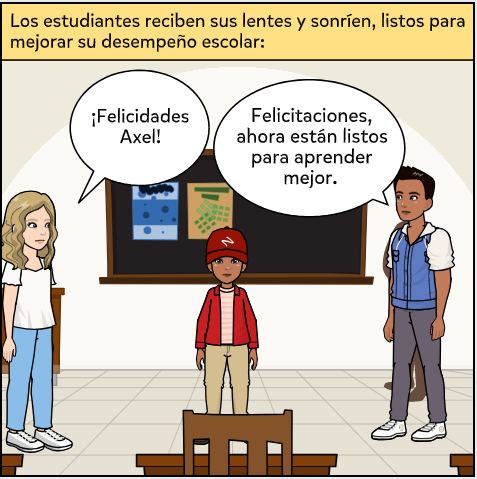 Los estudiantes reciben sus lentes y sonríen, listos para
mejorar su desempeño escolar:
¡Felicidades
Axel!
Felicitaciones,
ahora están listos
para aprender
mejor.
N